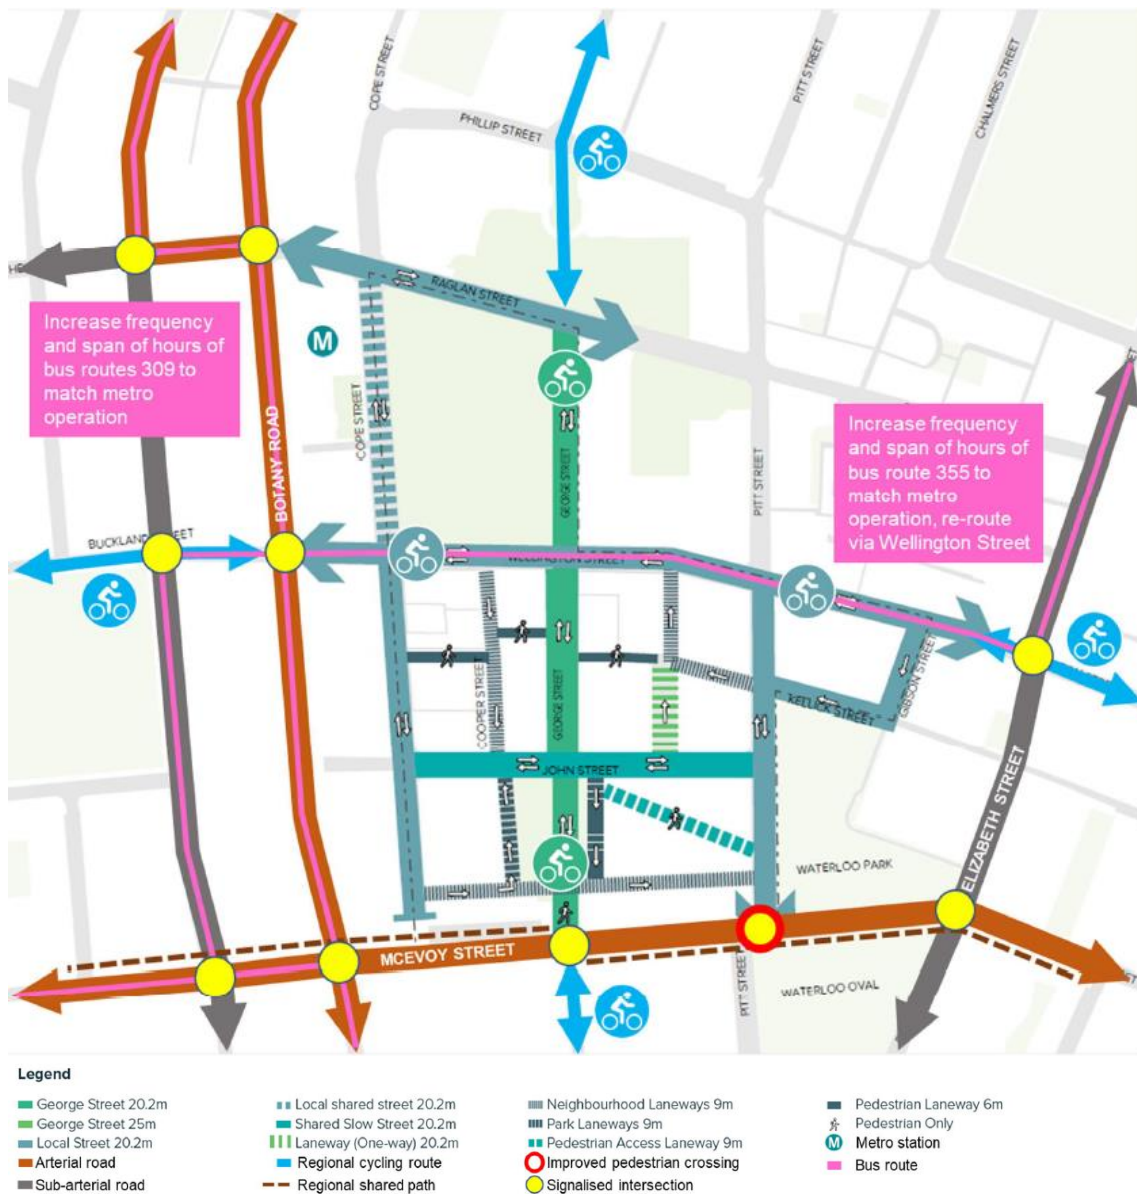 COPE STREET
PHILLIP STREET
PITT STREET
CHALMERS STREET
RAGLAN STREET
Increase frequency
and span of hours of
bus routes 309 to
match metro
operation
M
COPE STREET
BOTANY ROAD
GEORGE STREET
PITT STREET
Increase frequency
and span of hours of
bus route 355 to
match metro
operation, re-route
via Wellington Street
BUCKLAND STREET
WELLINGTON STREET
COOPER STREET
GEORGE STREET
KELLICK STREET
GIBSON STREET
JOHN STREET
ELIZABETH STREET
WATERLOO PARK
MCEVOY STREET
PITT STREET
WATERLOO OVAL
Legend
George Street 20.2m
George Street 25m
Local Street 20.2m
Arterial road
Sub-arterial road
Local shared street 20.2m
Shared Slow Street 20.2m
Laneway (One-way) 20.2m
Regional cycling route
Regional shared path
Neighbourhood Laneways 9m
Park Laneways 9m
Pedestrian Access Laneway 9m
Improved pedestrian crossing
Signalised intersection
Pedestrian Laneway 6m
Pedestrian Only
M Metro station
Bus route